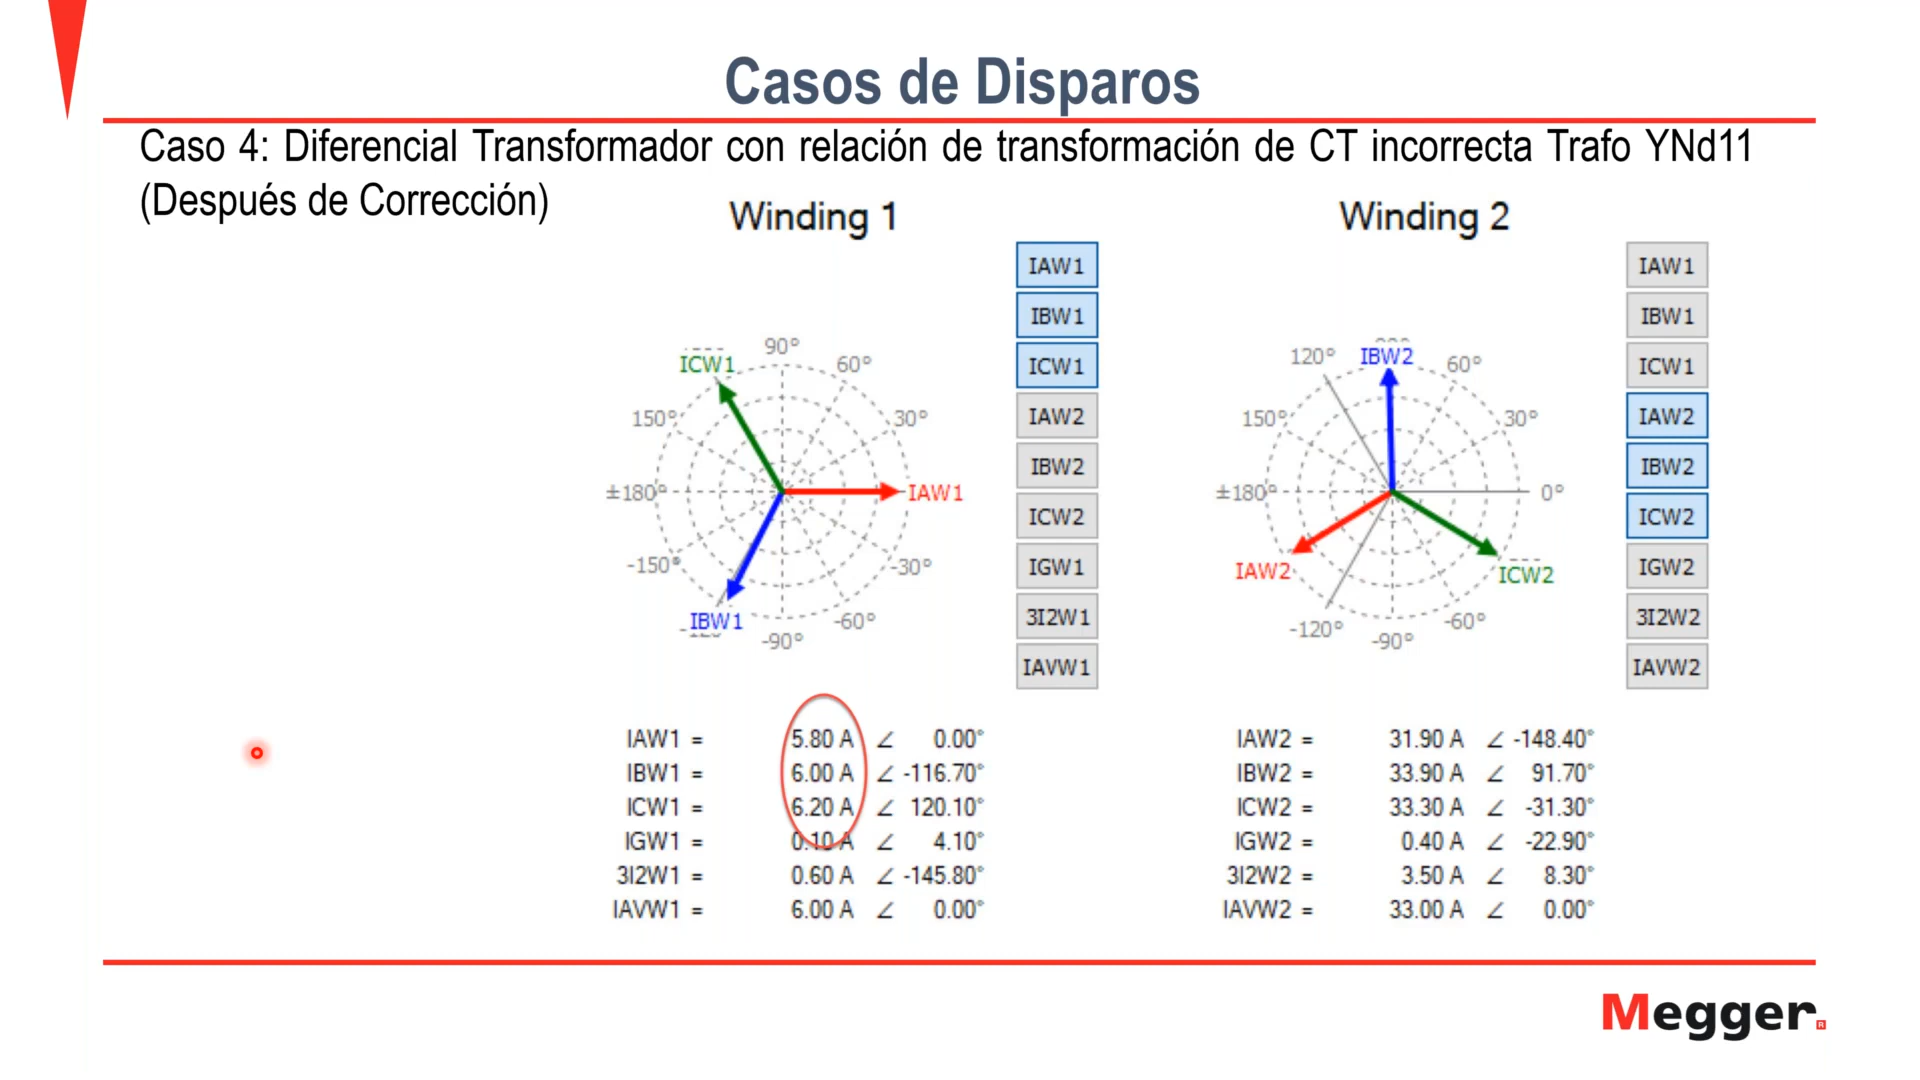 Casos de Disparos
Caso 4: Diferencial Transformador con relación de transformación de CT incorrecta Trafo YNd11
(Después de Corrección)
Winding 1
ICW1
90°
60°
150°
30°
±180°
IAW1
-150°
-30°
IBW1
-60°
-90°
IAW1
IBW1
ICW1
IAW2
IBW2
ICW2
IGW1
3I2W1
IAVW1
IAW1 = 5.80 A ∠ 0.00°
IBW1 = 6.00 A ∠ -116.70°
ICW1 = 6.20 A ∠ 120.10°
IGW1 = 0.10 A ∠ 4.10°
3I2W1 = 0.60 A ∠ -145.80°
IAVW1 = 6.00 A ∠ 0.00°
Winding 2
120°
IBW2
60°
150°
30°
±180°
0°
IAW2
ICW2
-120°
-60°
-90°
IAW1
IBW1
ICW1
IAW2
IBW2
ICW2
IGW2
3I2W2
IAVW2
IAW2 = 31.90 A ∠ -148.40°
IBW2 = 33.90 A ∠ 91.70°
ICW2 = 33.30 A ∠ -31.30°
IGW2 = 0.40 A ∠ -22.90°
3I2W2 = 3.50 A ∠ 8.30°
IAVW2 = 33.00 A ∠ 0.00°
Megger®